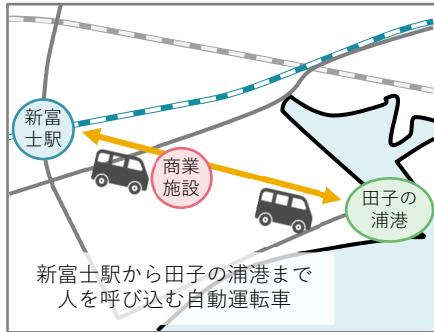 新富
士駅
商業
施設
田子の
浦港
新富士駅から田子の浦港まで
人を呼び込む自動運転車